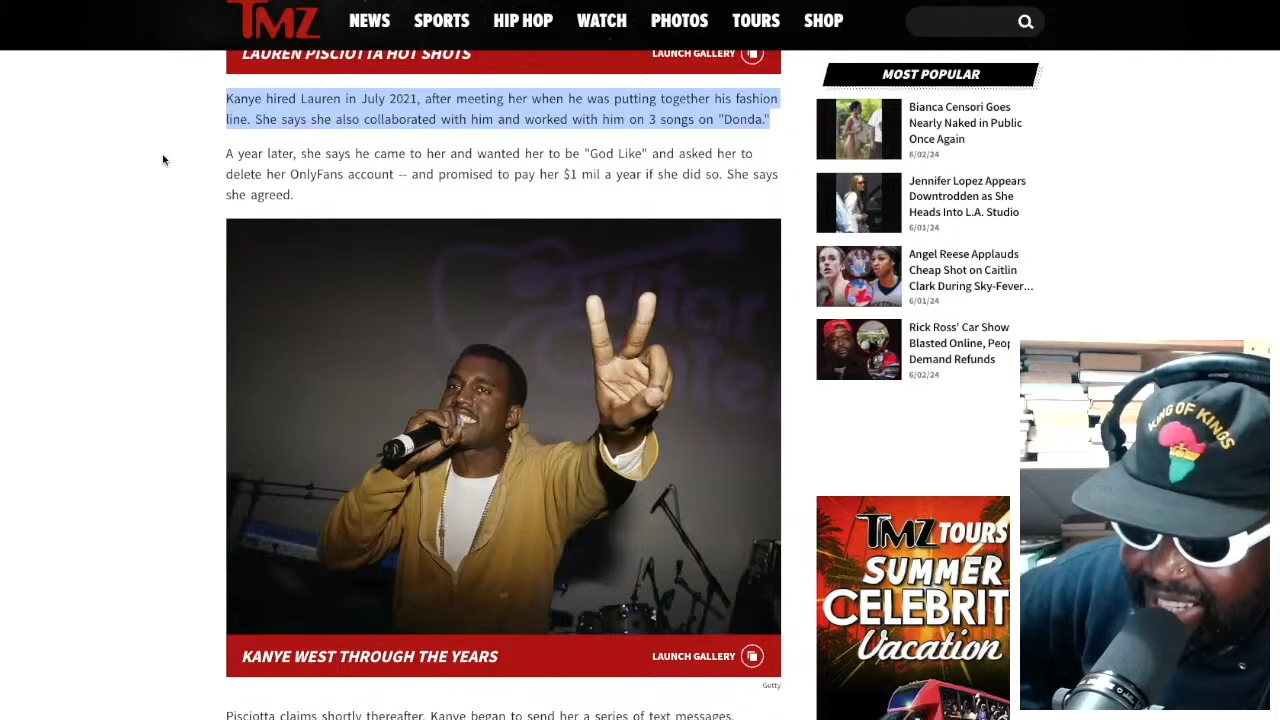 TMZ
NEWS
SPORTS
HIP HOP
WATCH
PHOTOS
TOURS
SHOP
LAUREN PISCIOTTA HOT SHOTS
LAUNCH GALLERY
Kanye hired Lauren in July 2021, after meeting her when he was putting together his fashion
line. She says she also collaborated with him and worked with him on 3 songs on "Donda."
A year later, she says he came to her and wanted her to be "God Like" and asked her to
delete her OnlyFans account -- and promised to pay her $1 mil a year if she did so. She says
she agreed.
KANYE WEST THROUGH THE YEARS
LAUNCH GALLERY
Getty
Pisciotta claims shortly thereafter, Kanye began to send her a series of text messages,
MOST POPULAR
Bianca Censori Goes
Nearly Naked in Public
Once Again
6/02/24
Jennifer Lopez Appears
Downtrodden as She
Heads Into L.A. Studio
6/01/24
Angel Reese Applauds
Cheap Shot on Caitlin
Clark During Sky-Fever...
6/01/24
Rick Ross' Car Show
Blasted Online, Peop
Demand Refunds
6/02/24
TMZ TOURS
SUMMER
CELEBRIT
Vacation
KING OF KINGS